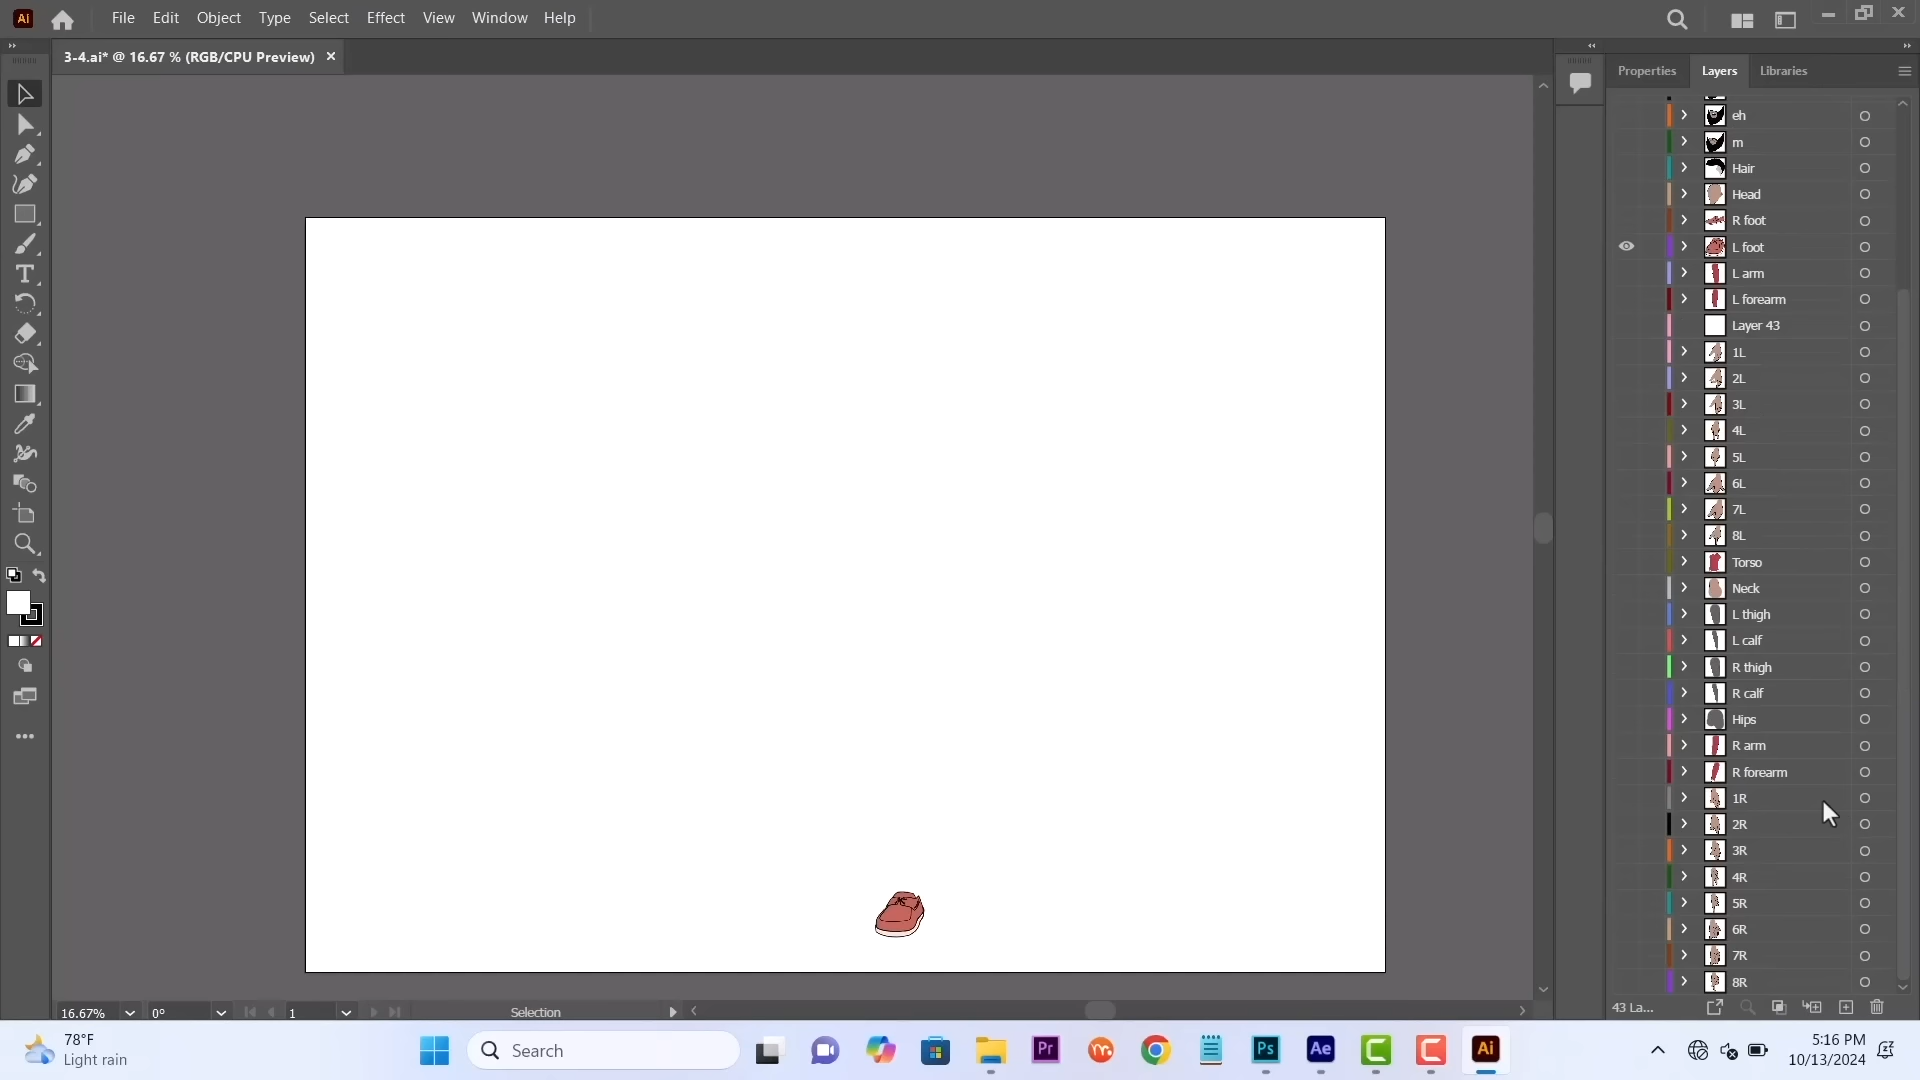 Ai
File Edit Object Type Select Effect View Window Help
3-4.ai* @ 16.67 % (RGB/CPU Preview)
Properties Layers Libraries
eh
m
Hair
Head
R foot
L foot
L arm
L forearm
Layer 43
1L
2L
3L
4L
5L
6L
7L
8L
Torso
Neck
L thigh
L calf
R thigh
R calf
Hips
R arm
R forearm
1R
2R
3R
4R
5R
6R
7R
8R
43 La...
16.67% 0° 1 Selection
78°F
Light rain
Search
Pr
Ps
Ae
Ai
5:16 PM
10/13/2024